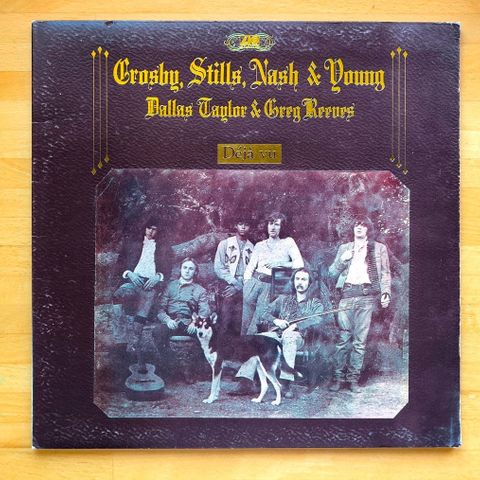 Crosby, Stills, Nash & Young
Dallas Taylor & Greg Reeves
Déjà vu